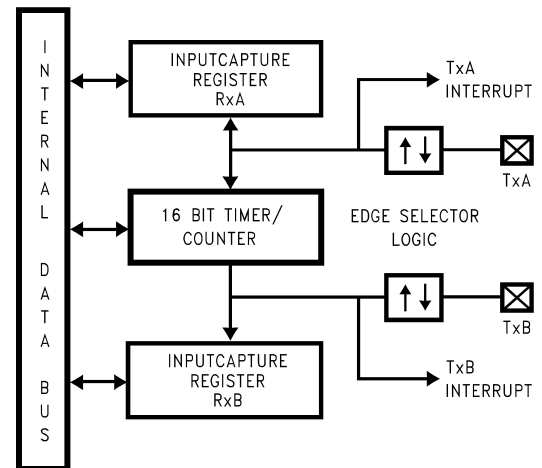 INTERNAL DATA BUS
INPUTCAPTURE
REGISTER
RxA
TxA
INTERRUPT
TxA
16 BIT TIMER/
COUNTER
EDGE SELECTOR
LOGIC
TxB
INPUTCAPTURE
REGISTER
RxB
TxB
INTERRUPT